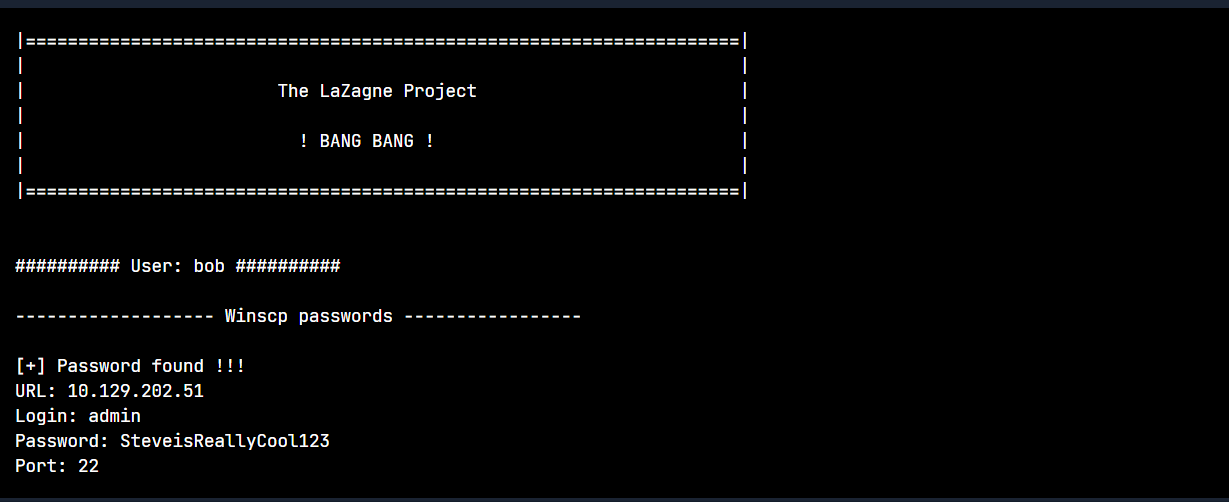 |====================================================================|
|                                                                    |
|                        The LaZagne Project                         |
|                                                                    |
|                          ! BANG BANG !                             |
|                                                                    |
|====================================================================|
########## User: bob ##########
------------------- Winscp passwords -----------------
[+] Password found !!!
URL: 10.129.202.51
Login: admin
Password: SteveisReallyCool123
Port: 22